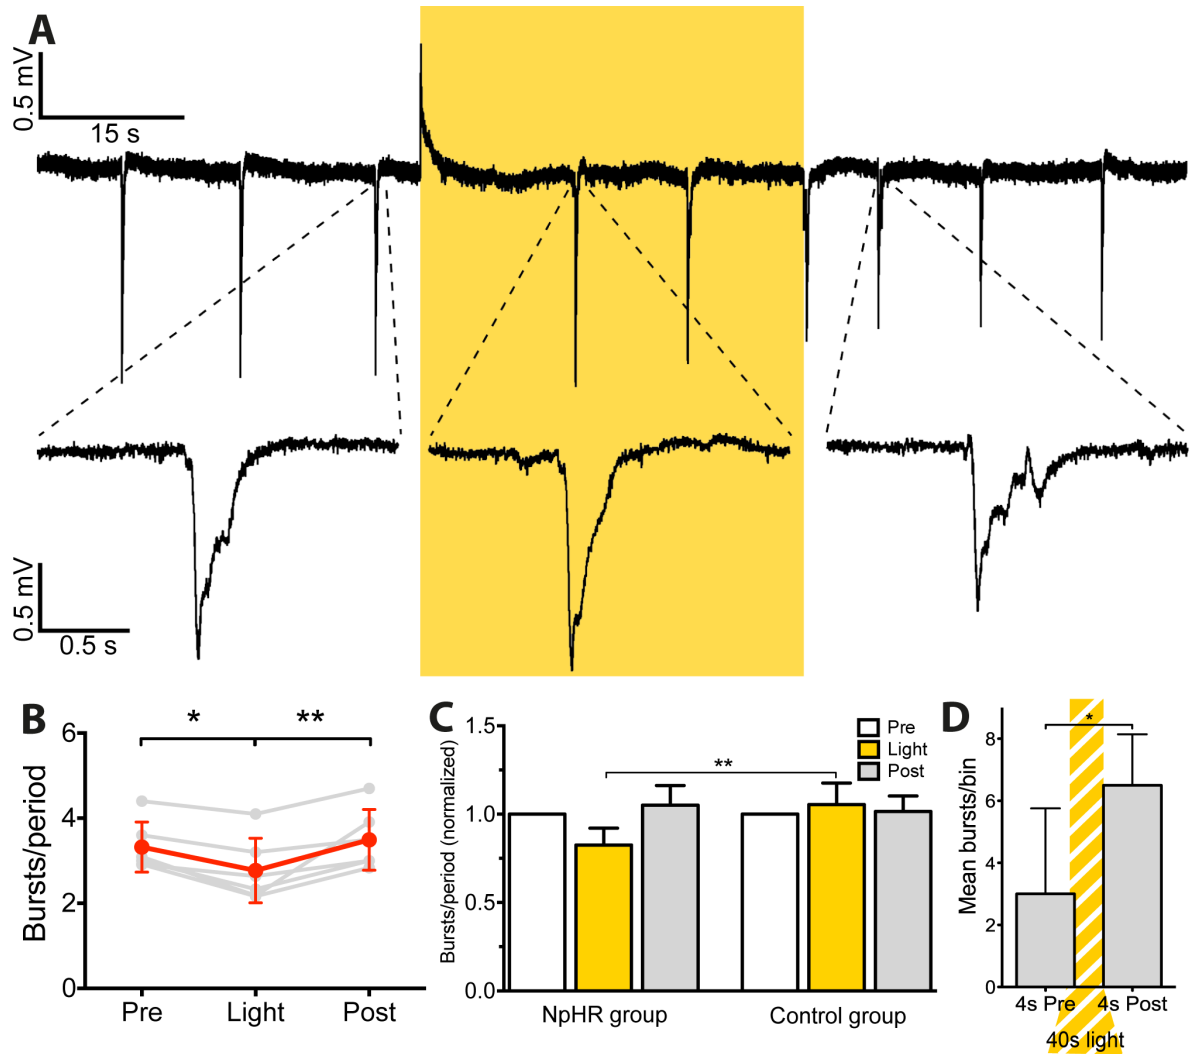 A
0.5 mV
15 s
0.5 mV
0.5 s
B
* **
6
4
2
0
Bursts/period
Pre Light Post
C
1.5
1.0
0.5
0.0
Bursts/period (normalized)
Pre
Light
Post
**
NpHR group Control group
D
8
6
4
2
0
Mean bursts/bin
*
4s Pre 4s Post
40s light